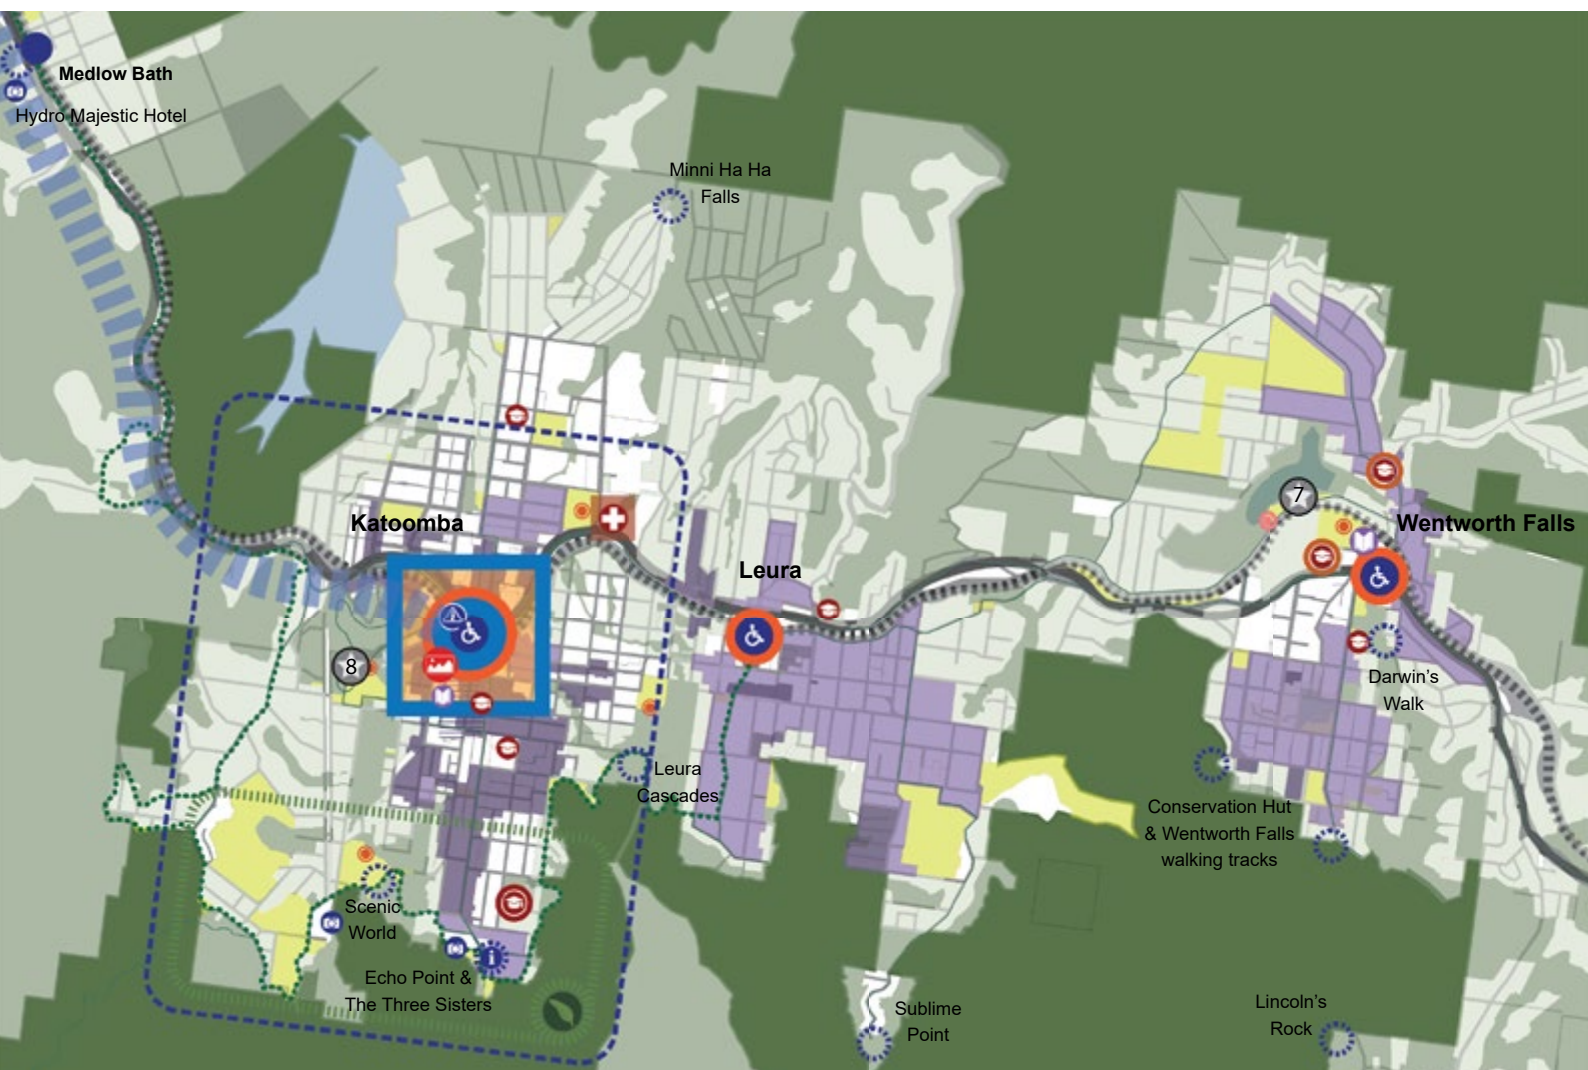 Medlow Bath
Hydro Majestic Hotel
Minni Ha Ha
Falls
7
Katoomba
Wentworth Falls
Leura
8
Darwin's
Walk
Leura
Cascades
Conservation Hut
& Wentworth Falls
walking tracks
Scenic
World
i
Echo Point &
The Three Sisters
Sublime
Point
Lincoln's
Rock